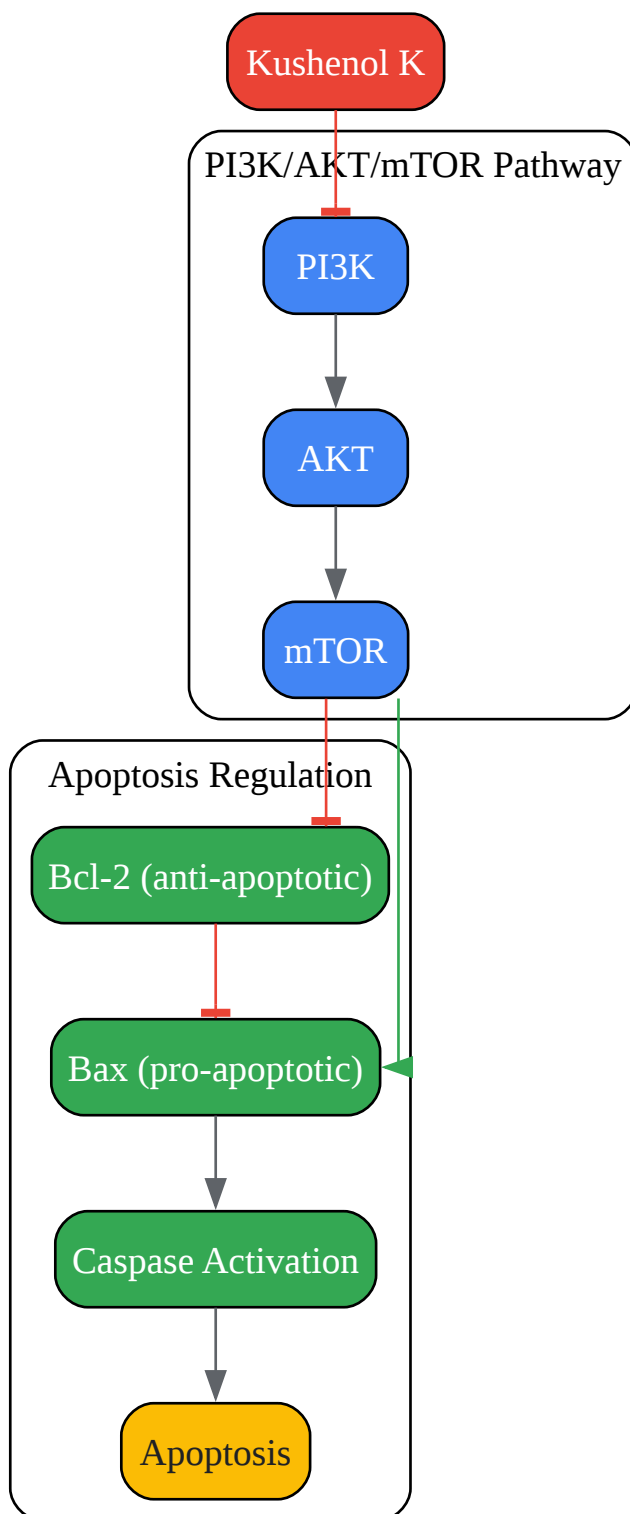 Kushenol K
PI3K/AKT/mTOR Pathway
PI3K
AKT
mTOR
Apoptosis Regulation
Bcl-2 (anti-apoptotic)
Bax (pro-apoptotic)
Caspase Activation
Apoptosis